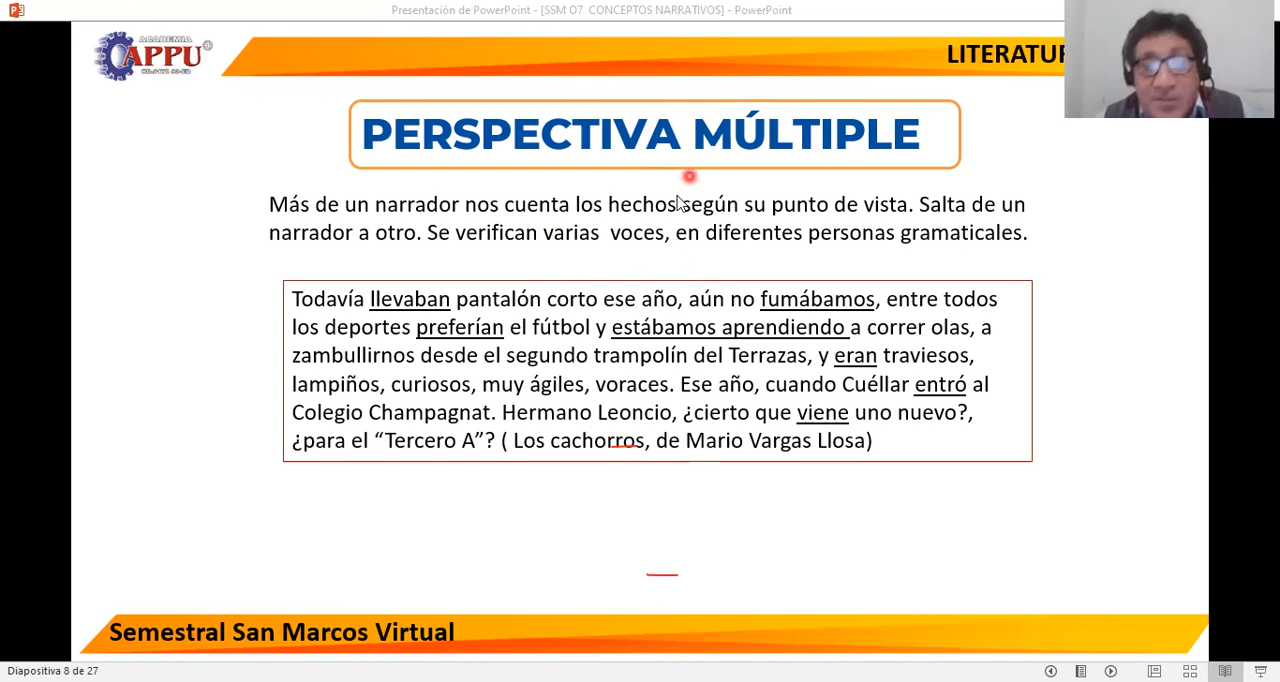 Presentación de PowerPoint - [SSM O7 CONCEPTOS NARRATIVOS] - PowerPoint
ACADEMIA
APPU
LITERATUR
PERSPECTIVA MÚLTIPLE
Más de un narrador nos cuenta los hechos según su punto de vista. Salta de un
narrador a otro. Se verifican varias voces, en diferentes personas gramaticales.
Todavía llevaban pantalón corto ese año, aún no fumábamos, entre todos
los deportes preferían el fútbol y estábamos aprendiendo a correr olas, a
zambullirnos desde el segundo trampolín del Terrazas, y eran traviesos,
lampiños, curiosos, muy ágiles, voraces. Ese año, cuando Cuéllar entró al
Colegio Champagnat. Hermano Leoncio, ¿cierto que viene uno nuevo?,
¿para el “Tercero A”? ( Los cachorros, de Mario Vargas Llosa)
Semestral San Marcos Virtual
Diapositiva 8 de 27